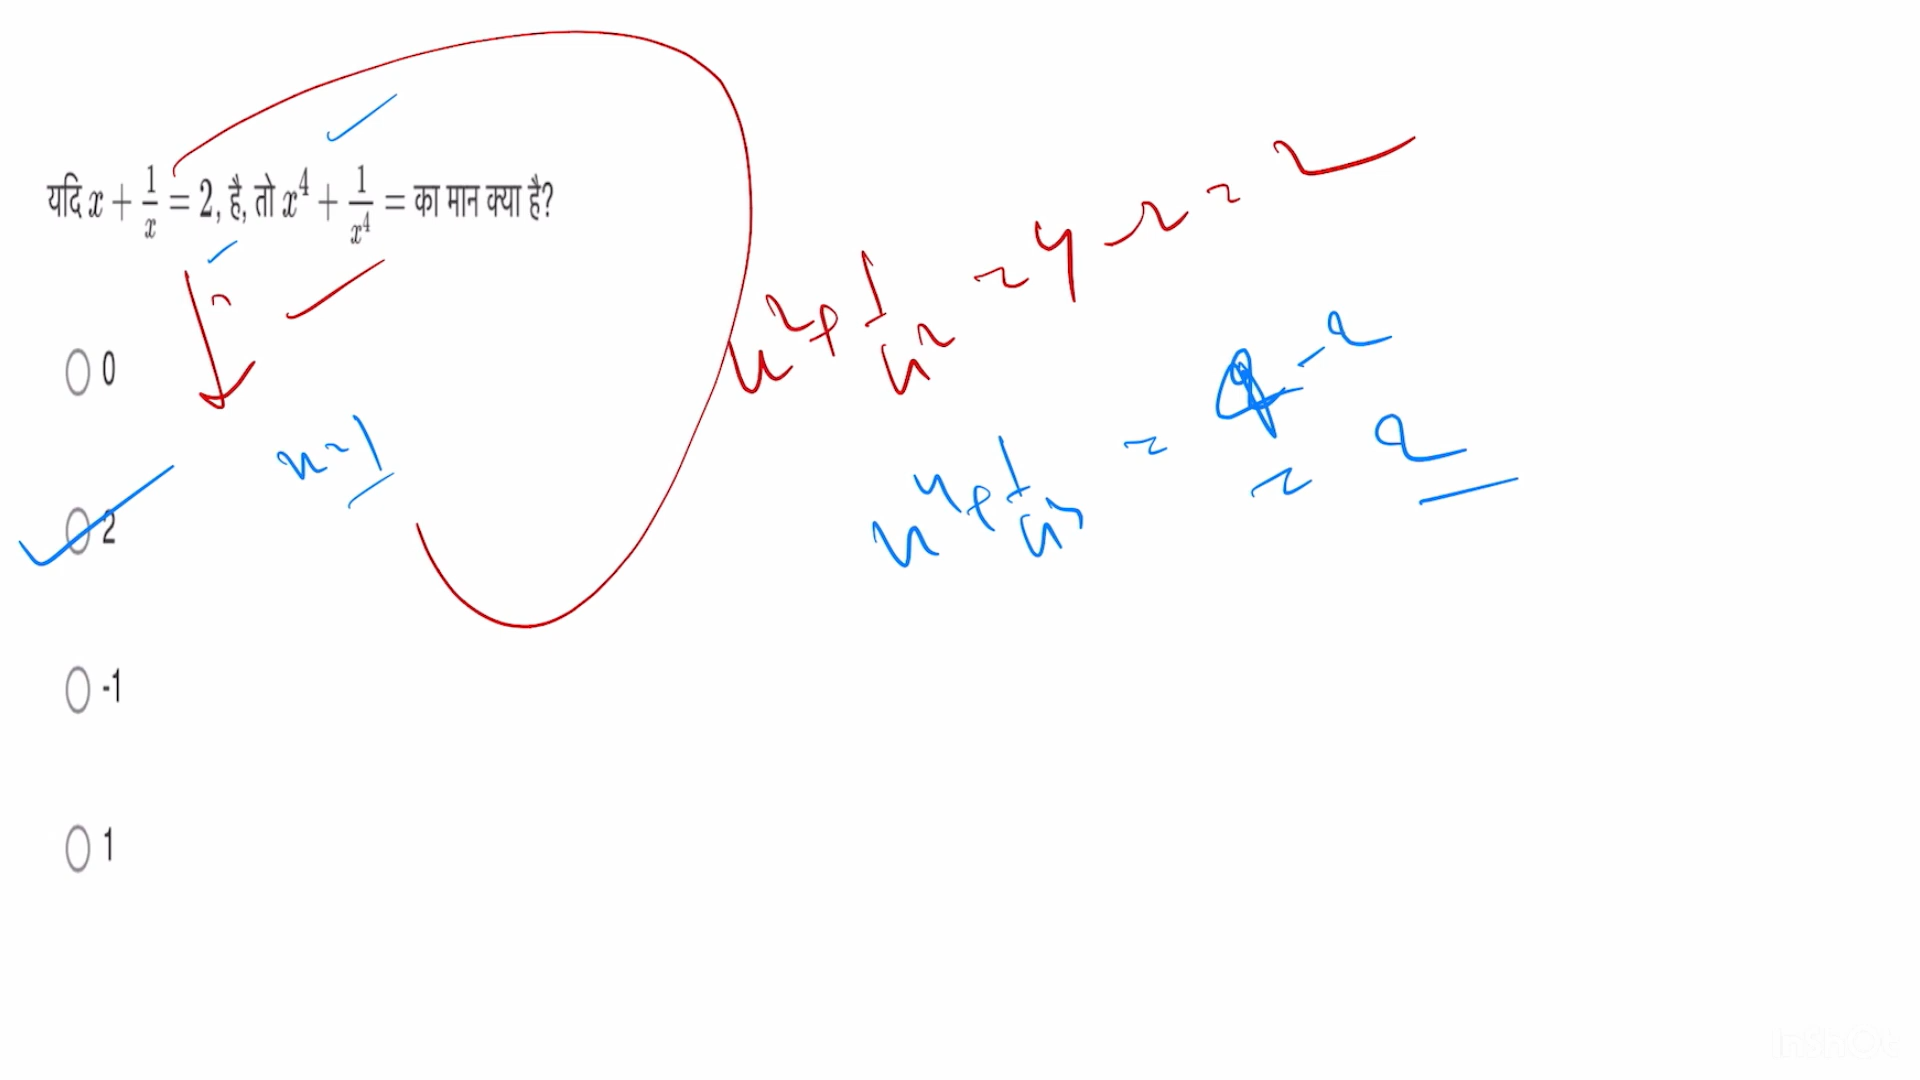 यदि x + 1/x = 2, है, तो x⁴ + 1/x⁴ = का मान क्या है?
0
x = 1
2
-1
1
x² + 1/x² = 4 - 2 = 2
x⁴ + 1/x⁴ = 4 - 2
= 2
InShOt